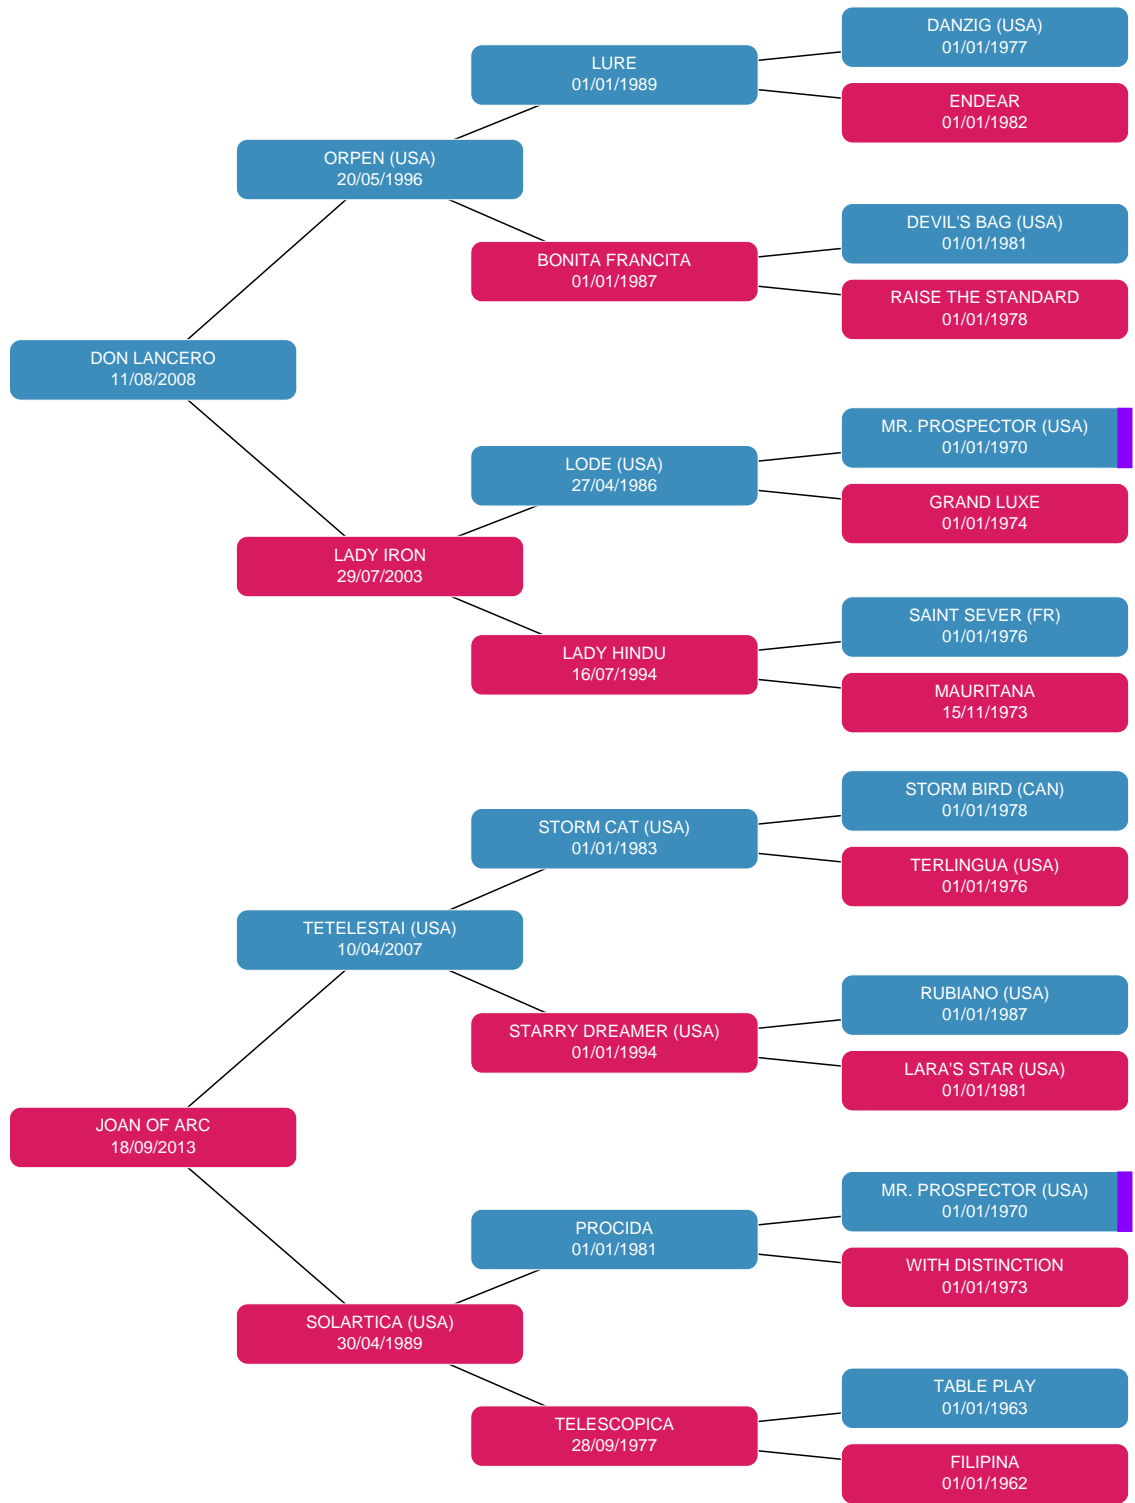 DANZIG (USA)
01/01/1977
LURE
01/01/1989
ENDEAR
01/01/1982
ORPEN (USA)
20/05/1996
DEVIL'S BAG (USA)
01/01/1981
BONITA FRANCITA
01/01/1987
RAISE THE STANDARD
01/01/1978
DON LANCERO
11/08/2008
MR. PROSPECTOR (USA)
01/01/1970
LODE (USA)
27/04/1986
GRAND LUXE
01/01/1974
LADY IRON
29/07/2003
SAINT SEVER (FR)
01/01/1976
LADY HINDU
16/07/1994
MAURITANA
15/11/1973
STORM BIRD (CAN)
01/01/1978
STORM CAT (USA)
01/01/1983
TERLINGUA (USA)
01/01/1976
TETELESTAI (USA)
10/04/2007
RUBIANO (USA)
01/01/1987
STARRY DREAMER (USA)
01/01/1994
LARA'S STAR (USA)
01/01/1981
JOAN OF ARC
18/09/2013
MR. PROSPECTOR (USA)
01/01/1970
PROCIDA
01/01/1981
WITH DISTINCTION
01/01/1973
SOLARTICA (USA)
30/04/1989
TABLE PLAY
01/01/1963
TELESCOPICA
28/09/1977
FILIPINA
01/01/1962